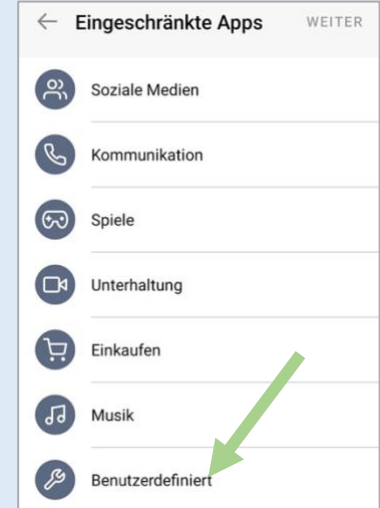 Eingeschränkte Apps WEITER
Soziale Medien
Kommunikation
Spiele
Unterhaltung
Einkaufen
Musik
Benutzerdefiniert